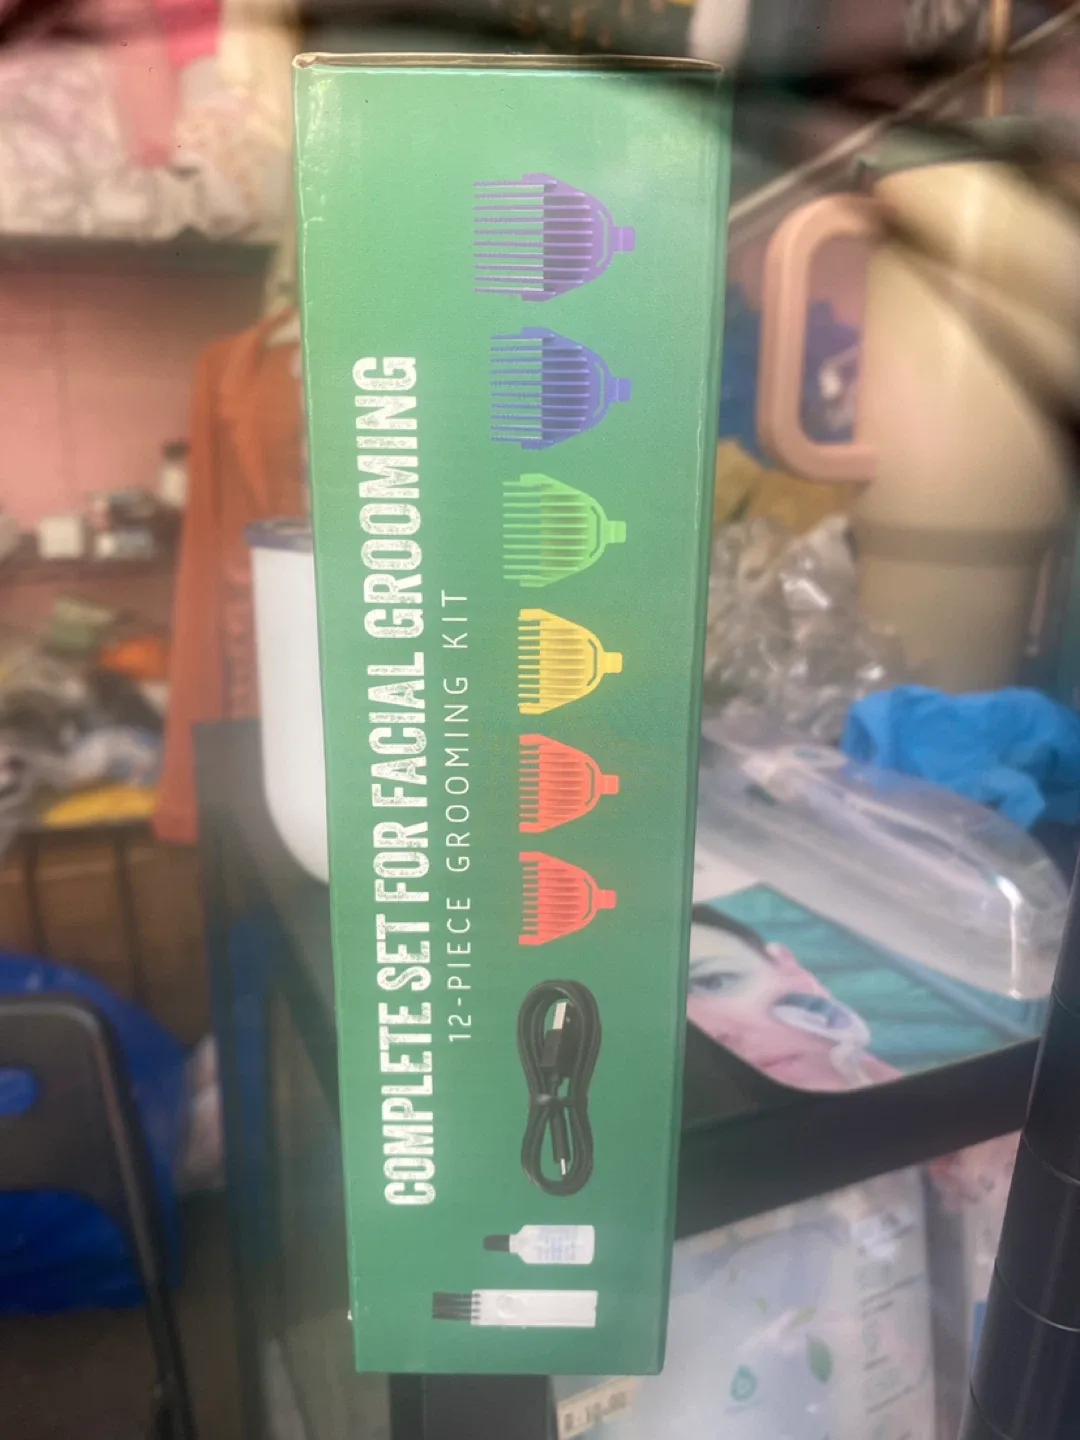 COMPLETE SET FOR FACIAL GROOMING
12-PIECE GROOMING KIT